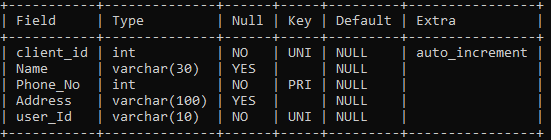 +-----------+--------------+------+-----+---------+----------------+
| Field     | Type         | Null | Key | Default | Extra          |
+-----------+--------------+------+-----+---------+----------------+
| client_id | int          | NO   | UNI | NULL    | auto_increment |
| Name      | varchar(30)  | YES  |     | NULL    |                |
| Phone_No  | int          | NO   | PRI | NULL    |                |
| Address   | varchar(100) | YES  |     | NULL    |                |
| user_Id   | varchar(10)  | NO   | UNI | NULL    |                |
+-----------+--------------+------+-----+---------+----------------+